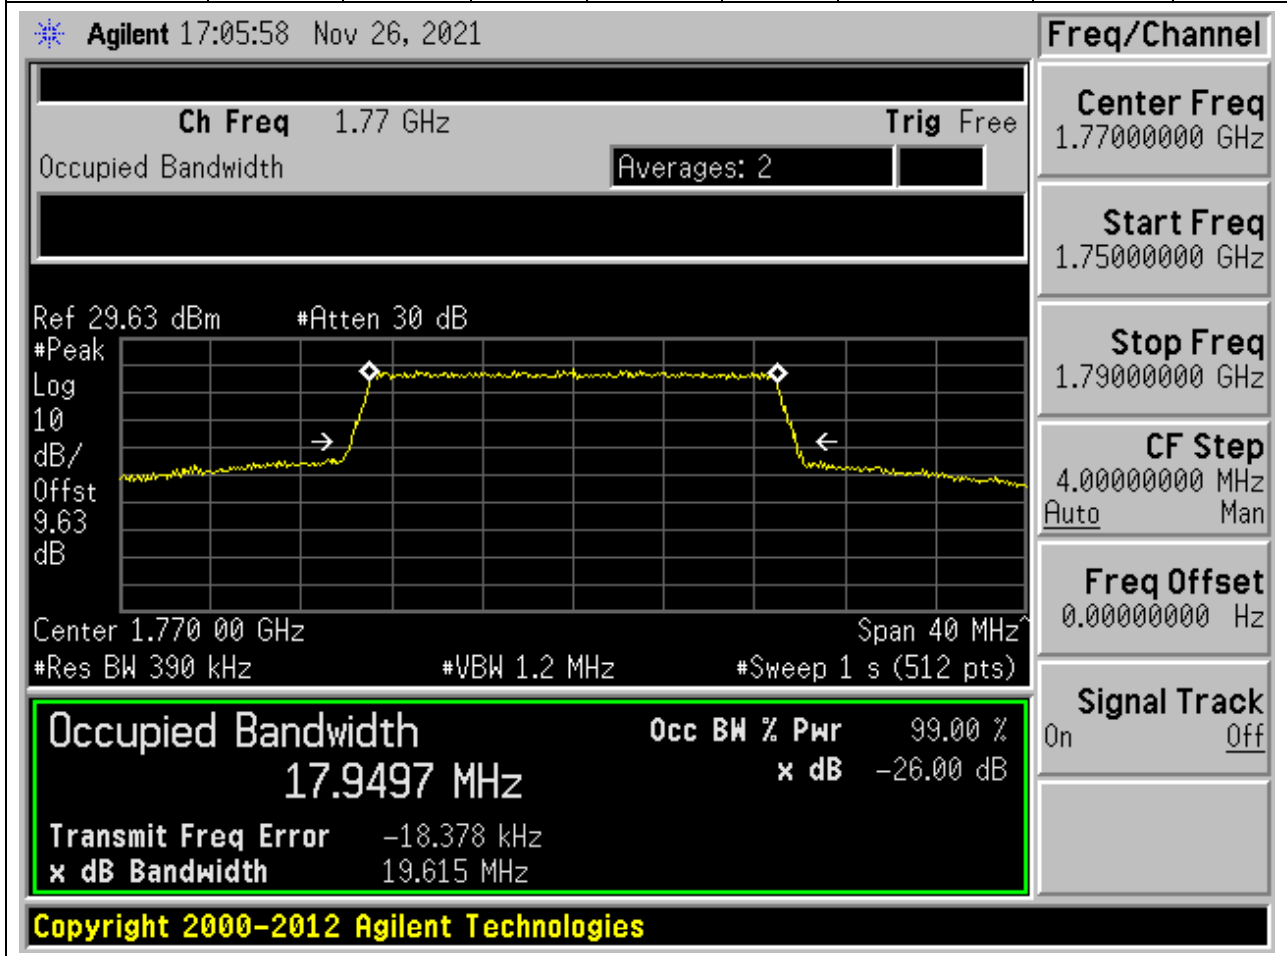 Agilent 17:05:58 Nov 26, 2021
Freq/Channel
Ch Freq 1.77 GHz Trig Free
Occupied Bandwidth Averages: 2
Center Freq
1.77000000 GHz
Start Freq
1.75000000 GHz
Stop Freq
1.79000000 GHz
CF Step
4.00000000 MHz
Auto Man
Freq Offset
0.00000000 Hz
Signal Track
On Off
Ref 29.63 dBm #Atten 30 dB
#Peak
Log
10
dB/
Offst
9.63
dB
Center 1.770 00 GHz Span 40 MHz^
#Res BW 390 kHz #VBW 1.2 MHz #Sweep 1 s (512 pts)
Occupied Bandwidth Occ BW % Pwr 99.00 %
17.9497 MHz x dB -26.00 dB
Transmit Freq Error -18.378 kHz
x dB Bandwidth 19.615 MHz
Copyright 2000-2012 Agilent Technologies